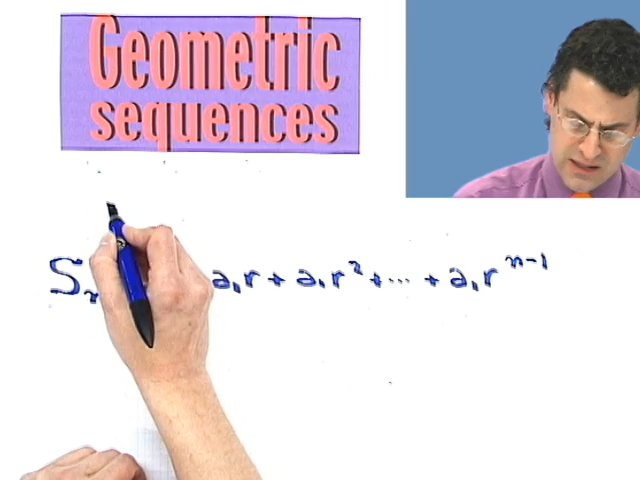 Geometric
sequences
Sₙ a₁r + a₁r² + ... + a₁rⁿ⁻¹